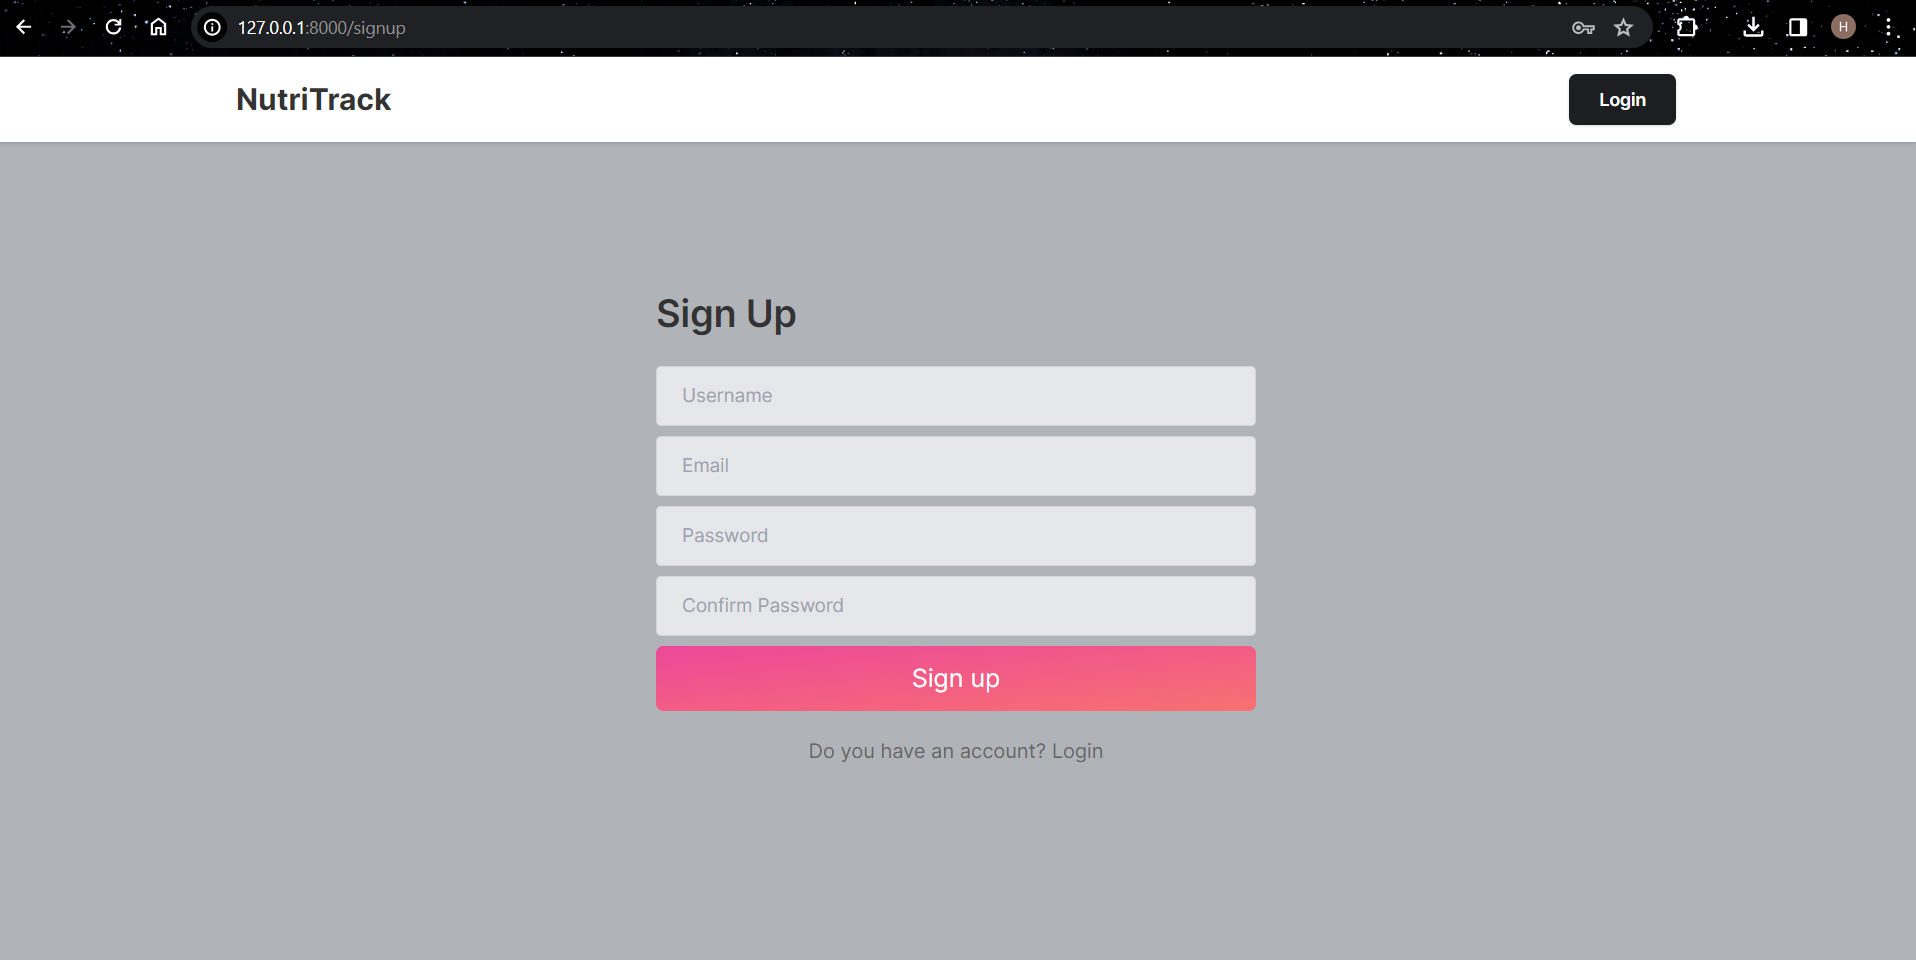 127.0.0.1:8000/signup
H
NutriTrack
Login
Sign Up
Username
Email
Password
Confirm Password
Sign up
Do you have an account? Login